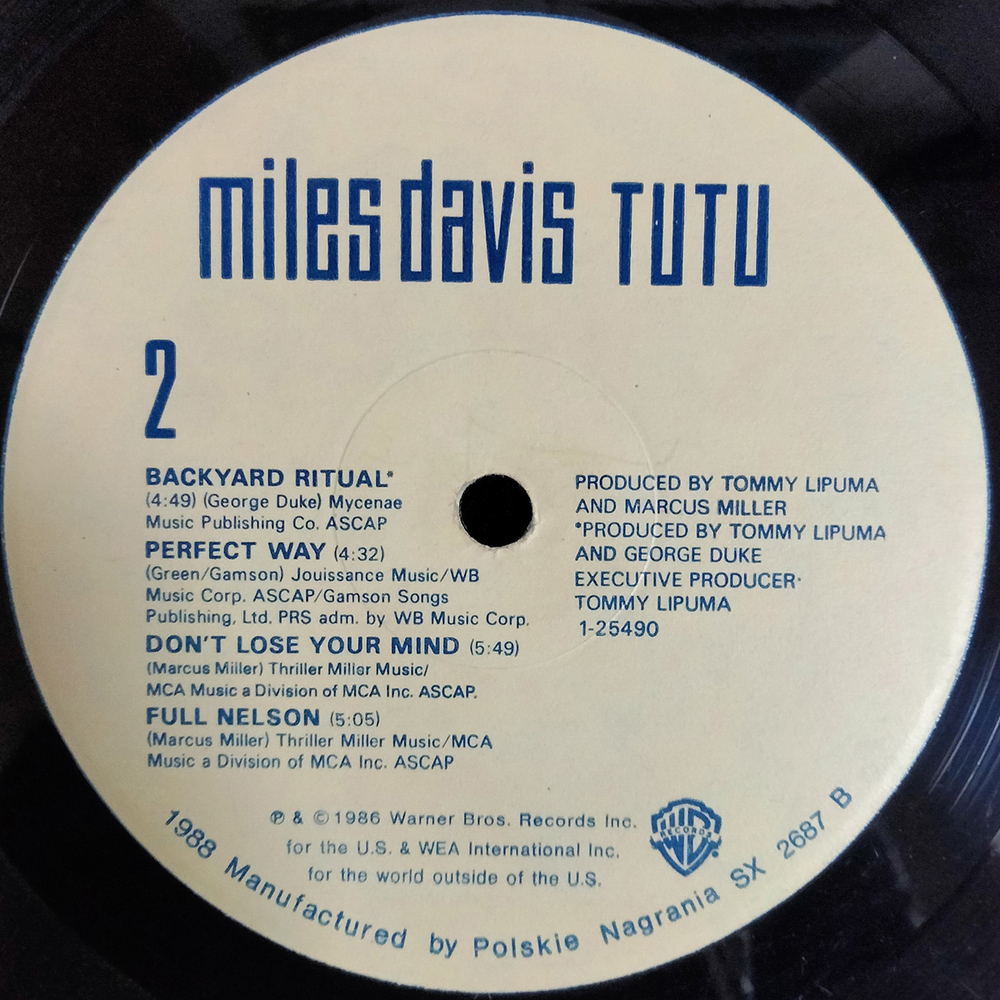 miles davis TUTU
2
BACKYARD RITUAL*
(4:49) (George Duke) Mycenae
Music Publishing Co. ASCAP
PERFECT WAY (4:32)
(Green/Gamson) Jouissance Music/WB
Music Corp. ASCAP/Gamson Songs
Publishing, Ltd. PRS adm. by WB Music Corp.
DON'T LOSE YOUR MIND (5:49)
(Marcus Miller) Thriller Miller Music/
MCA Music a Division of MCA Inc. ASCAP.
FULL NELSON (5:05)
(Marcus Miller) Thriller Miller Music/MCA
Music a Division of MCA Inc. ASCAP
PRODUCED BY TOMMY LIPUMA
AND MARCUS MILLER
*PRODUCED BY TOMMY LIPUMA
AND GEORGE DUKE
EXECUTIVE PRODUCER:
TOMMY LIPUMA
1-25490
℗ & © 1986 Warner Bros. Records Inc.
for the U.S. & WEA International Inc.
for the world outside of the U.S.
WB
RECORDS
1988 Manufactured by Polskie Nagrania SX 2687 B